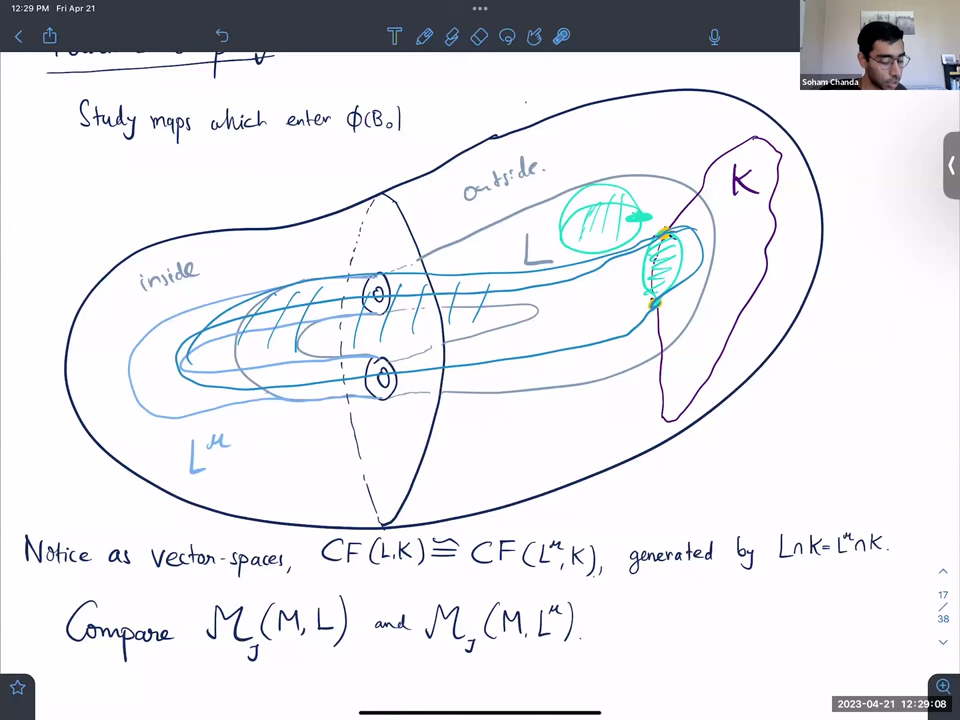 12:29 PM Fri Apr 21
Soham Chanda
Study maps which enter ϕ(B₀)
outside.
K
inside
L
L^μ
Notice as vector-spaces, CF(L,K) ≅ CF(L^μ,K), generated by L∩K = L^μ∩K.
Compare M_J(M,L) and M_J(M,L^μ).
17
/
38
2023-04-21 12:29:08